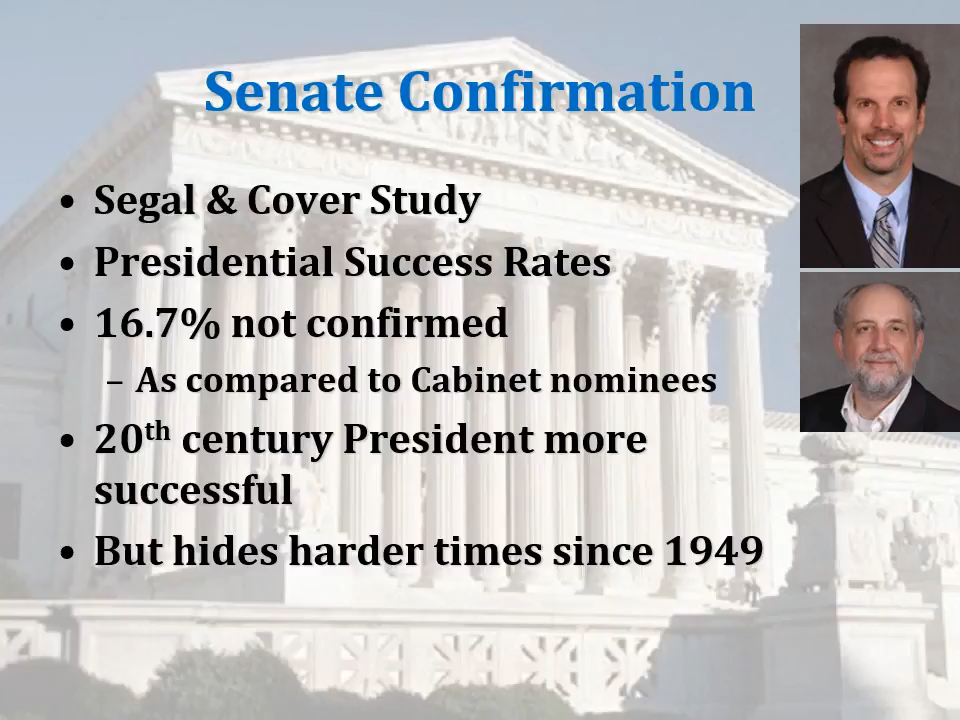 Senate Confirmation
• Segal & Cover Study
• Presidential Success Rates
• 16.7% not confirmed
– As compared to Cabinet nominees
• 20th century President more
successful
• But hides harder times since 1949